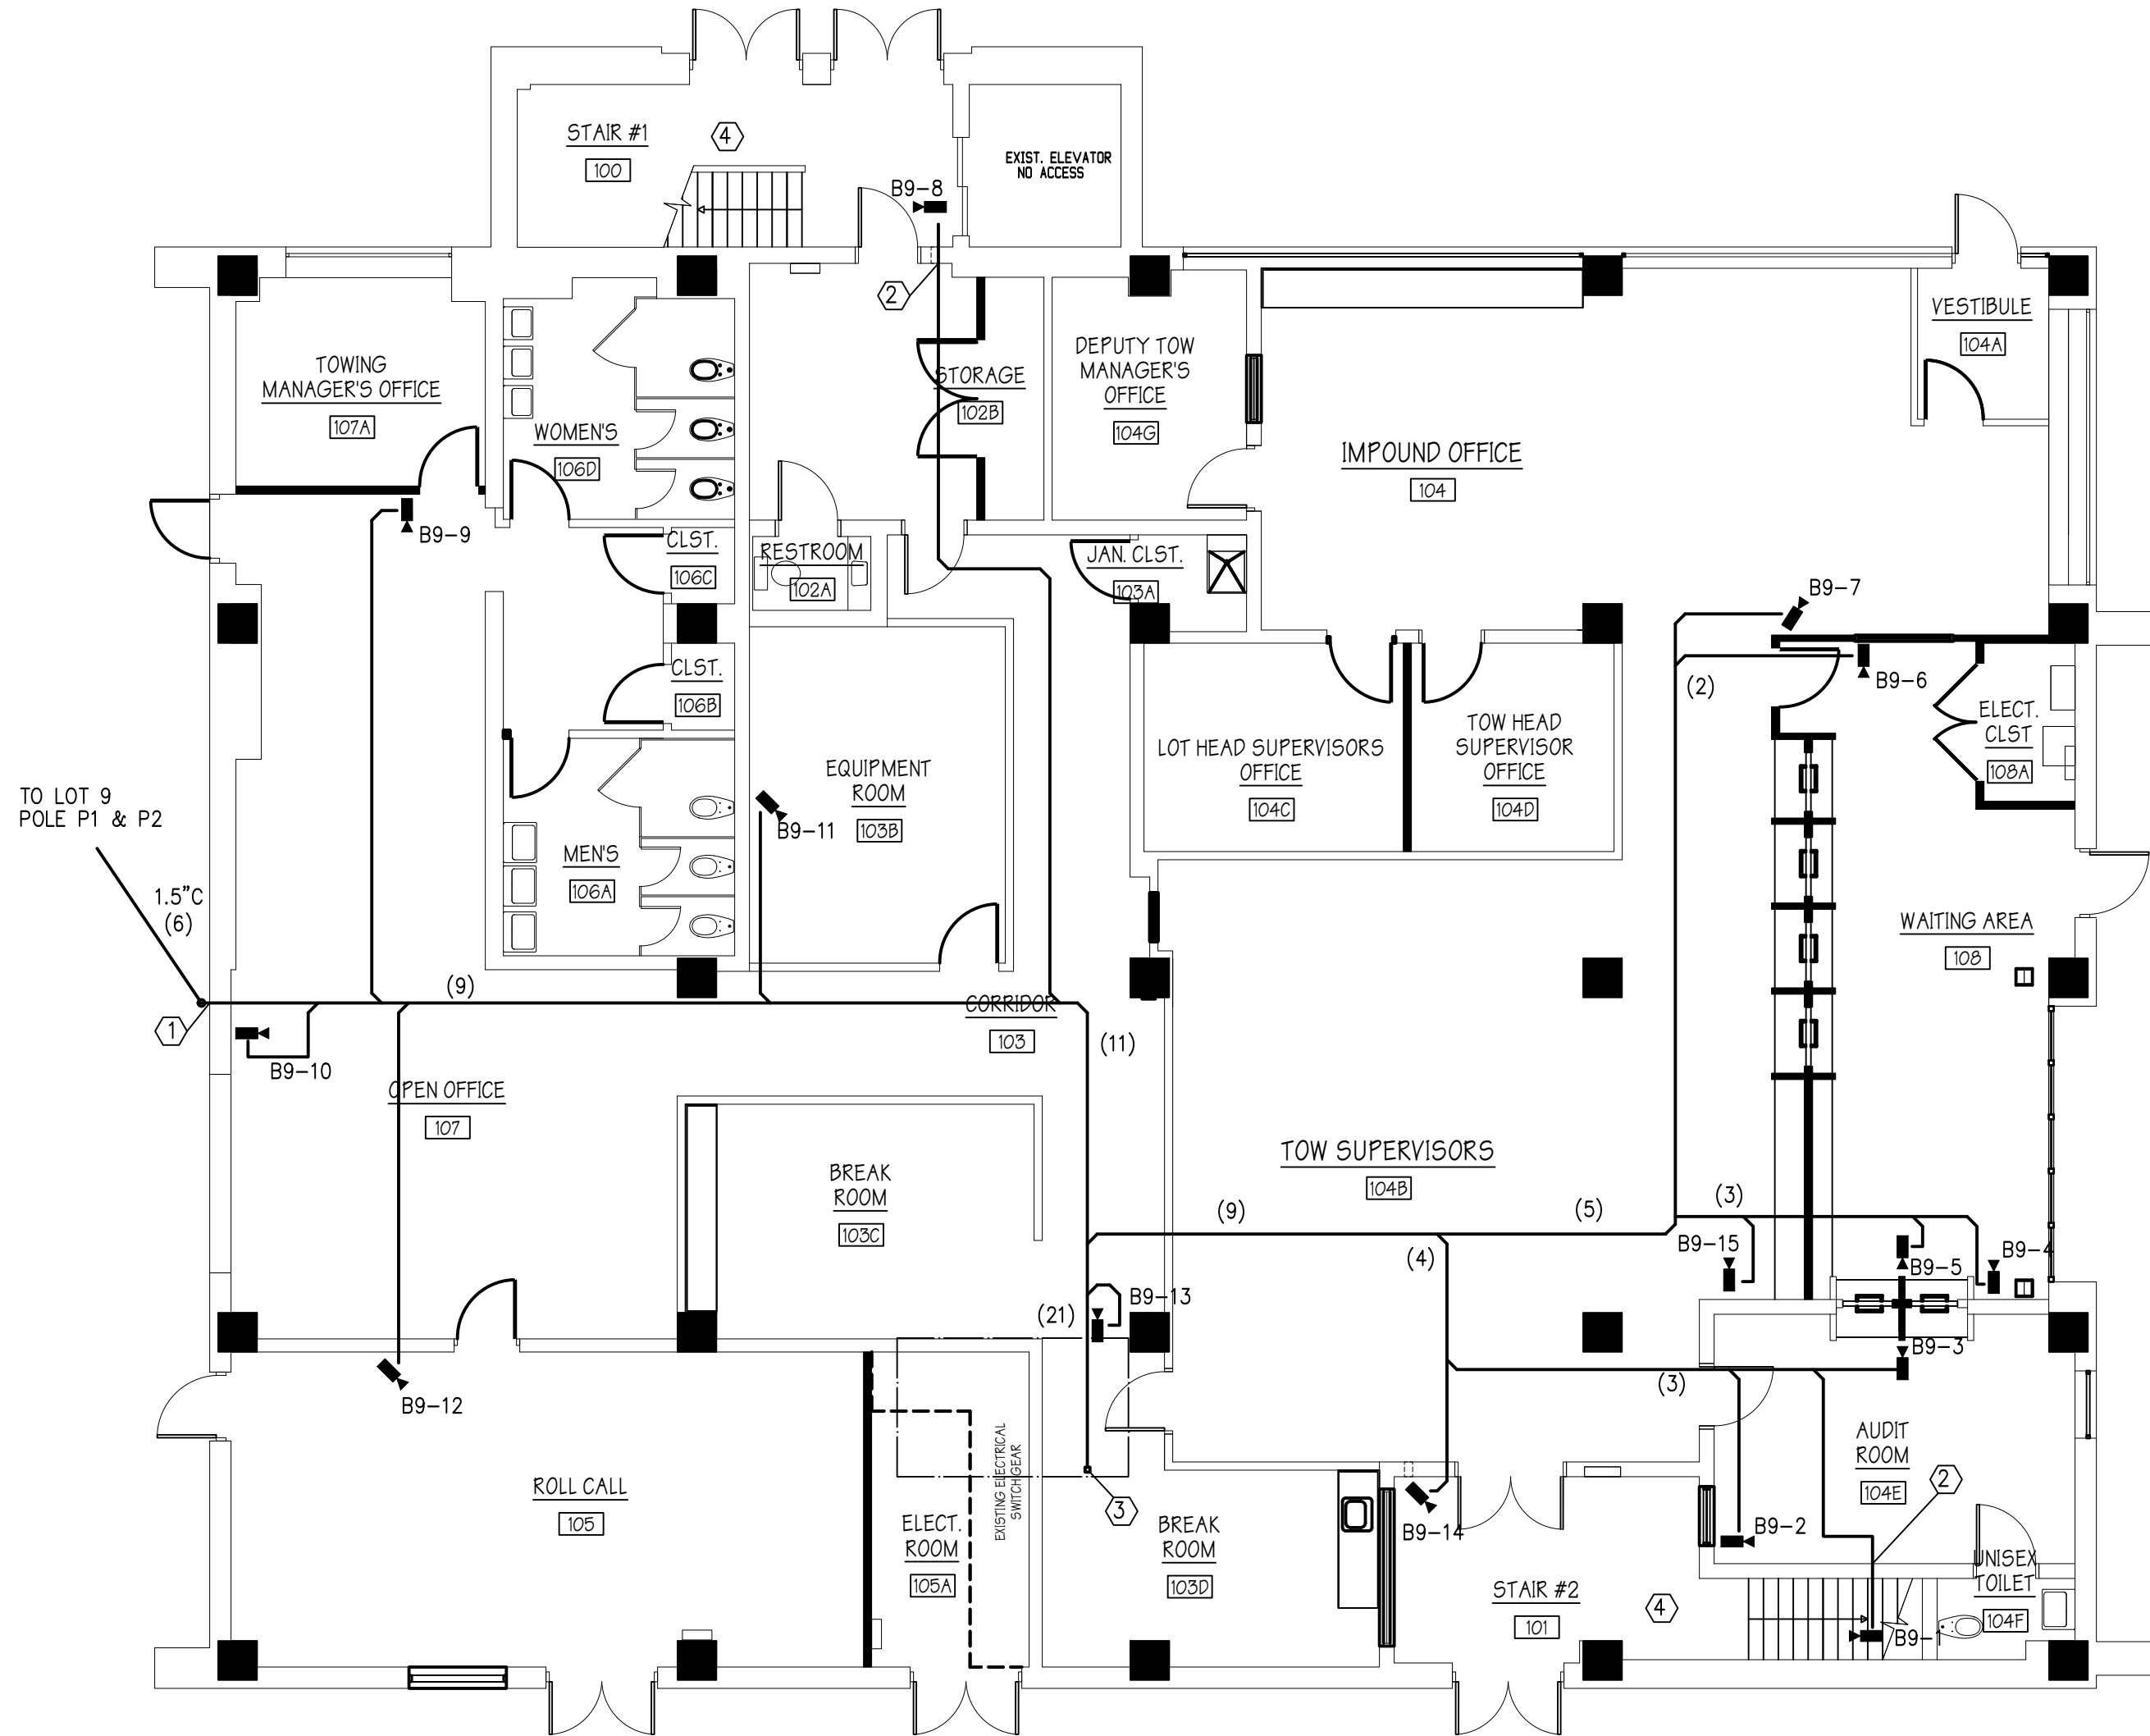 STAIR #1
4
100
EXIST. ELEVATOR
NO ACCESS
B9-8
2
VESTIBULE
104A
TOWING
MANAGER'S OFFICE
107A
DEPUTY TOW
MANAGER'S
OFFICE
104G
STORAGE
102B
WOMEN'S
106D
IMPOUND OFFICE
104
B9-9
CLST.
106C
RESTROOM
102A
JAN. CLST.
103A
B9-7
CLST.
106B
(2)
B9-6
ELECT.
CLST
108A
LOT HEAD SUPERVISORS
OFFICE
104C
TOW HEAD
SUPERVISOR
OFFICE
104D
EQUIPMENT
ROOM
103B
B9-11
TO LOT 9
POLE P1 & P2
MEN'S
106A
1.5"C
(6)
WAITING AREA
108
(9)
CORRIDOR
103
1
(11)
B9-10
OPEN OFFICE
107
TOW SUPERVISORS
104B
BREAK
ROOM
103C
(9)
(5)
(3)
(4)
B9-15
B9-5
B9-4
B9-13
(21)
B9-3
(3)
B9-12
AUDIT
ROOM
104E
2
EXISTING ELECTRICAL
SWITCHGEAR
ROLL CALL
105
3
ELECT.
ROOM
105A
BREAK
ROOM
103D
B9-14
B9-2
UNISEX
TOILET
104F
STAIR #2
101
4
B9-1